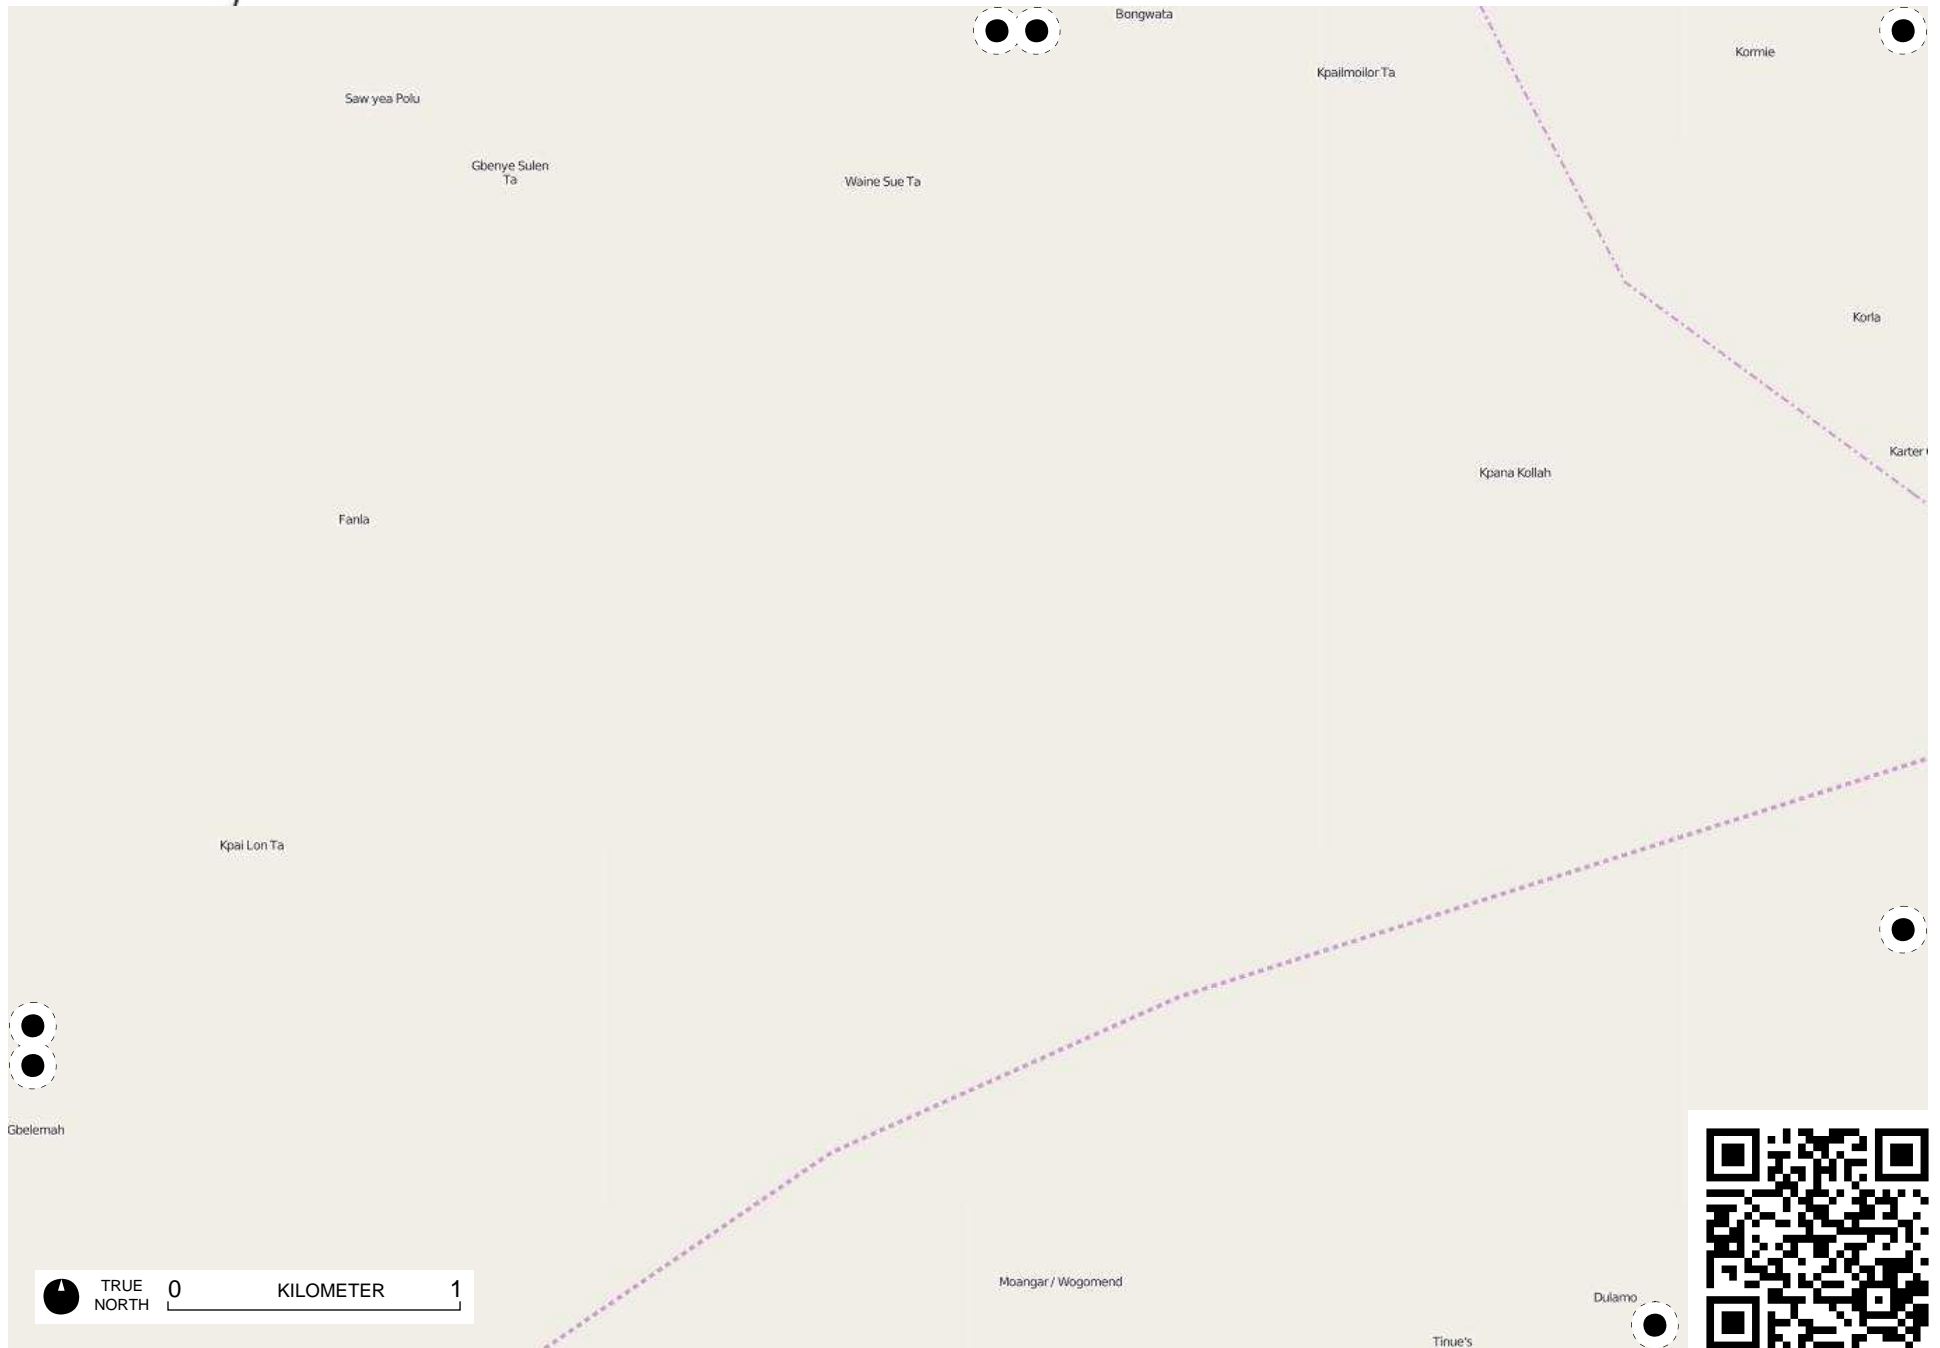 Bongwata
Kormie
Kpailmoilor Ta
Saw yea Polu
Gbenye Sulen
Ta
Waine Sue Ta
Korla
Karter
Kpana Kollah
Fanla
Kpai Lon Ta
Gbelemah
Moangar / Wogomend
TRUE
NORTH
0 KILOMETER 1
Dulamo
Tinue's